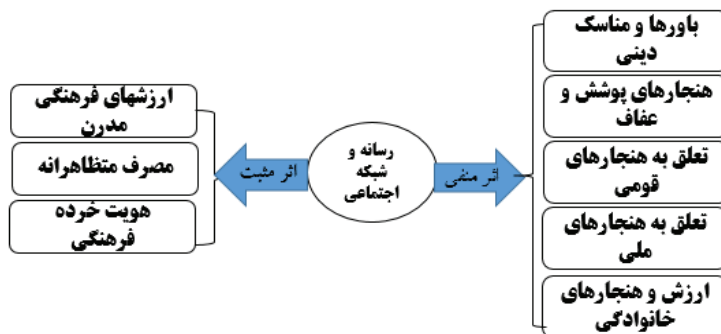 باورها و مناسک
دینی
هنجارهای پوشش و
عفاف
تعلق به هنجارهای
قومی
تعلق به هنجارهای
ملی
ارزش و هنجارهای
خانوادگی
اثر منفی
رسانه و
شبکه
اجتماعی
اثر مثبت
ارزشهای فرهنگی
مدرن
مصرف متظاهرانه
هویت خرده
فرهنگی